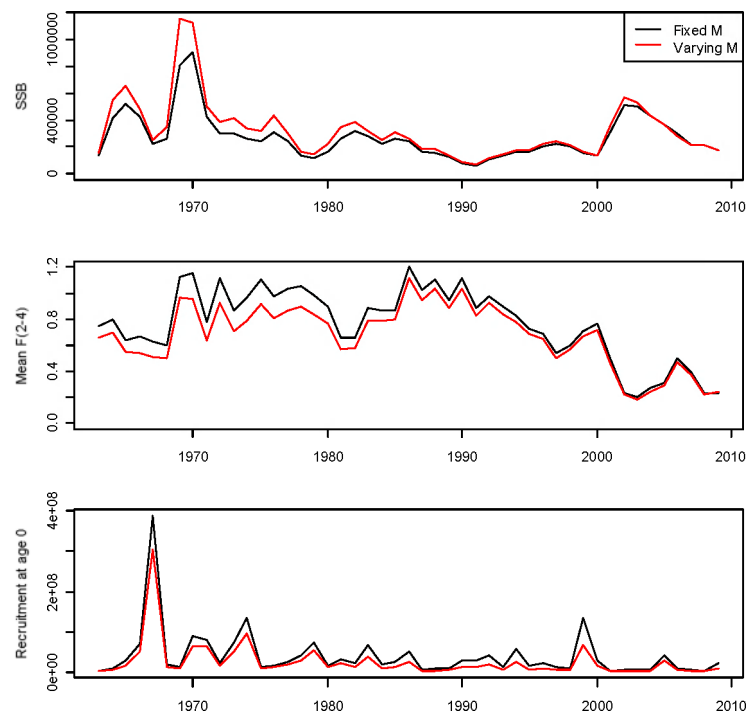 SSB
0
400000
1000000
Fixed M
Varying M
1970
1980
1990
2000
2010
Mean F(2-4)
0.0
0.4
0.8
1.2
1970
1980
1990
2000
2010
Recruitment at age 0
0e+00
2e+08
4e+08
1970
1980
1990
2000
2010